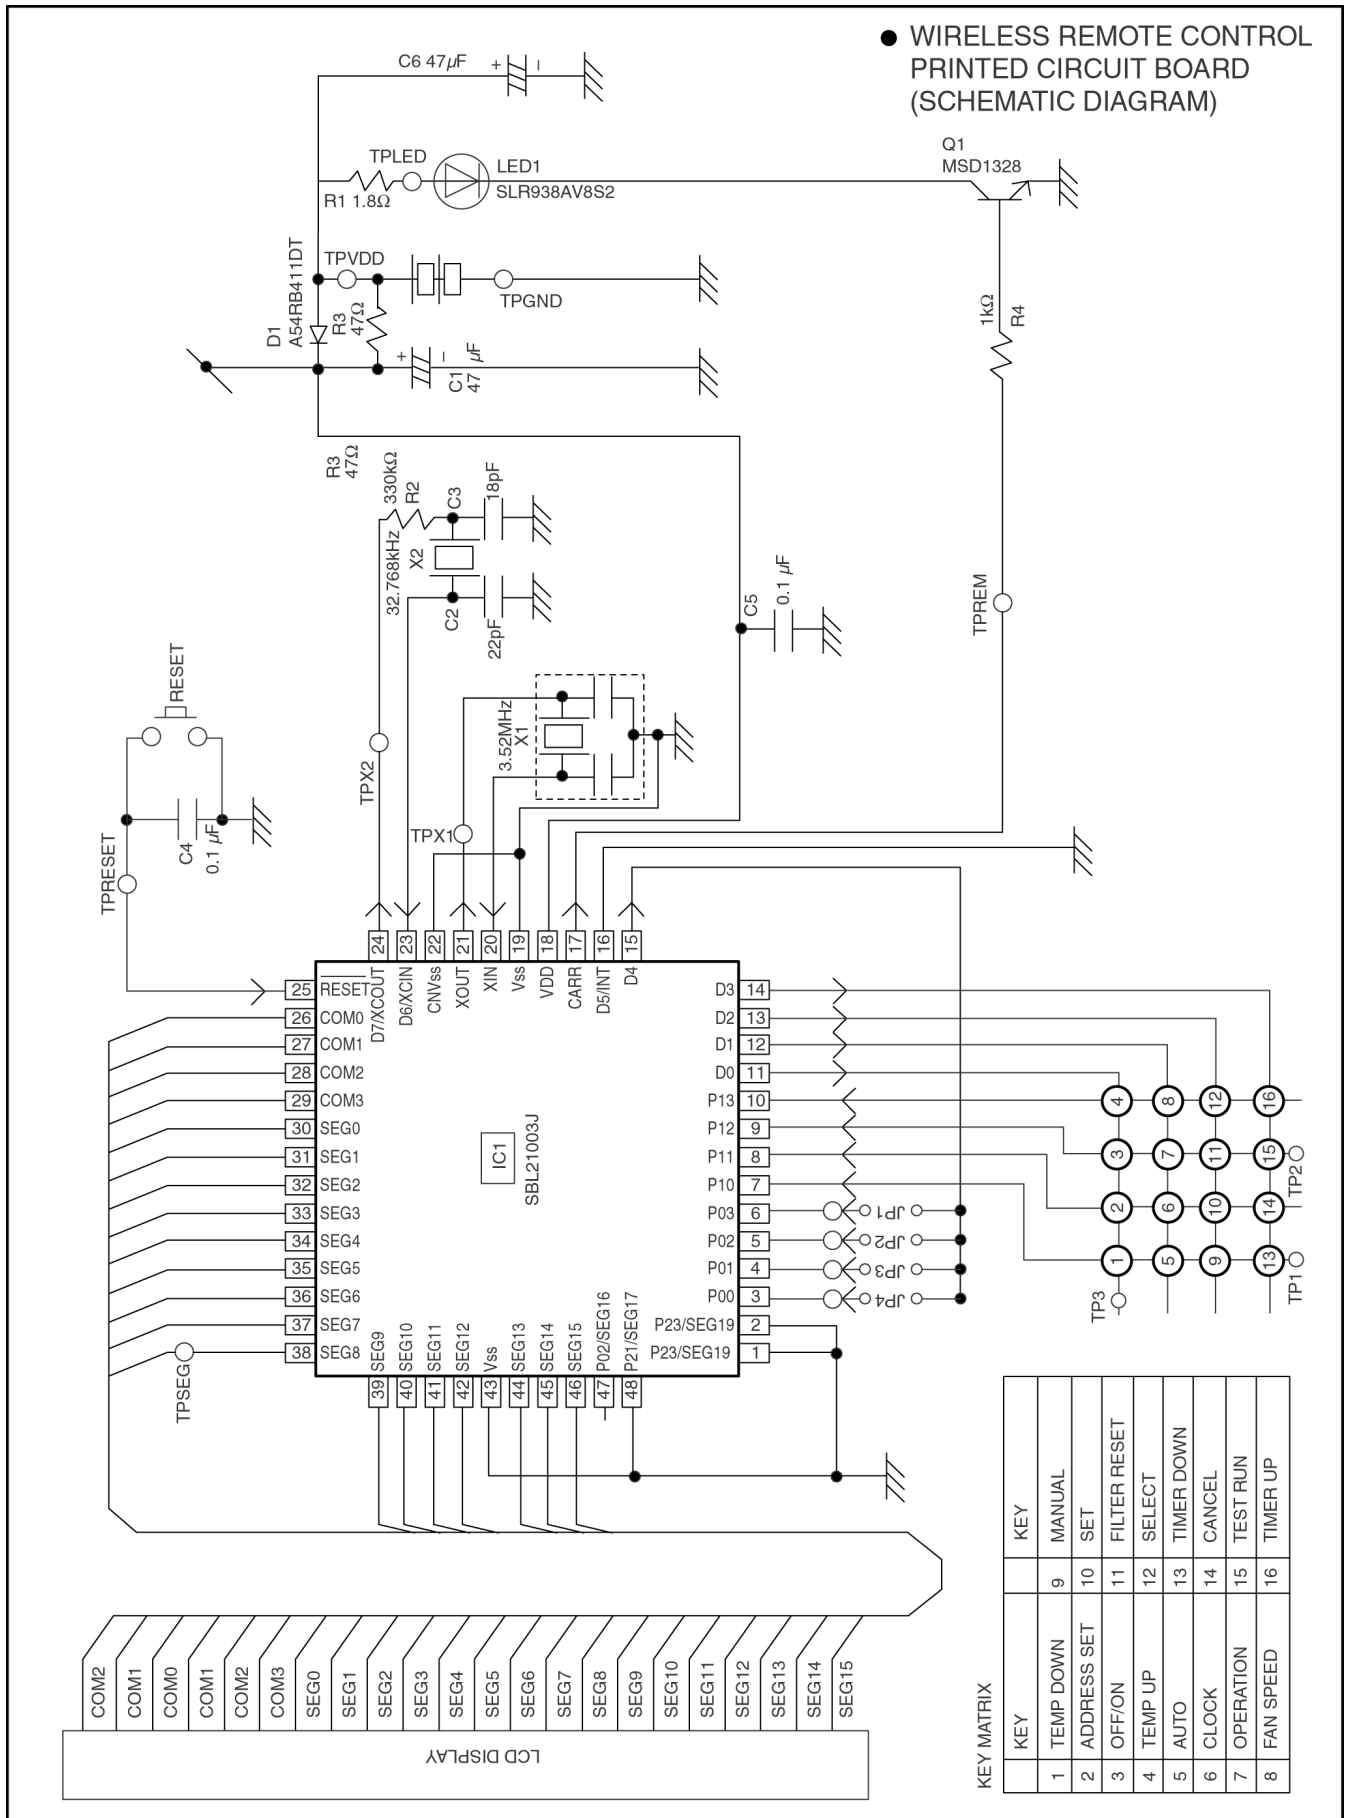 ● WIRELESS REMOTE CONTROL
PRINTED CIRCUIT BOARD
(SCHEMATIC DIAGRAM)
C6 47µF
+
−
TPLED
LED1
R1 1.8Ω
SLR938AV8S2
Q1
MSD1328
TPVDD
TPGND
D1
A54RB411DT
R3
47Ω
+
−
C1
47 µF
1kΩ
R4
R3
47Ω
330kΩ
R2
C3
18pF
32.768kHz
X2
C2
22pF
C5
0.1 µF
TPREM
RESET
TPX2
3.52MHz
X1
TPX1
C4
0.1 µF
TPRESET
24
23
22
21
20
19
18
17
16
15
D7/XCOUT
D6/XCIN
CNVss
XOUT
XIN
Vss
VDD
CARR
D5/INT
D4
25 RESET
26 COM0
27 COM1
28 COM2
29 COM3
30 SEG0
31 SEG1
32 SEG2
33 SEG3
34 SEG4
35 SEG5
36 SEG6
37 SEG7
38 SEG8
IC1
SBL21003J
D3 14
D2 13
D1 12
D0 11
P13 10
P12 9
P11 8
P10 7
P03 6
P02 5
P01 4
P00 3
P23/SEG19 2
P23/SEG19 1
JP1
JP2
JP3
JP4
4 8 12 16
3 7 11 15
2 6 10 14
1 5 9 13
TP2
TP1
TP3
TPSEG
SEG9
SEG10
SEG11
SEG12
Vss
SEG13
SEG14
SEG15
P02/SEG16
P21/SEG17
39
40
41
42
43
44
45
46
47
48
COM2
COM1
COM0
COM1
COM2
COM3
SEG0
SEG1
SEG2
SEG3
SEG4
SEG5
SEG6
SEG7
SEG8
SEG9
SEG10
SEG11
SEG12
SEG13
SEG14
SEG15
LCD DISPLAY
KEY MATRIX
KEY KEY
1 TEMP DOWN 9 MANUAL
2 ADDRESS SET 10 SET
3 OFF/ON 11 FILTER RESET
4 TEMP UP 12 SELECT
5 AUTO 13 TIMER DOWN
6 CLOCK 14 CANCEL
7 OPERATION 15 TEST RUN
8 FAN SPEED 16 TIMER UP